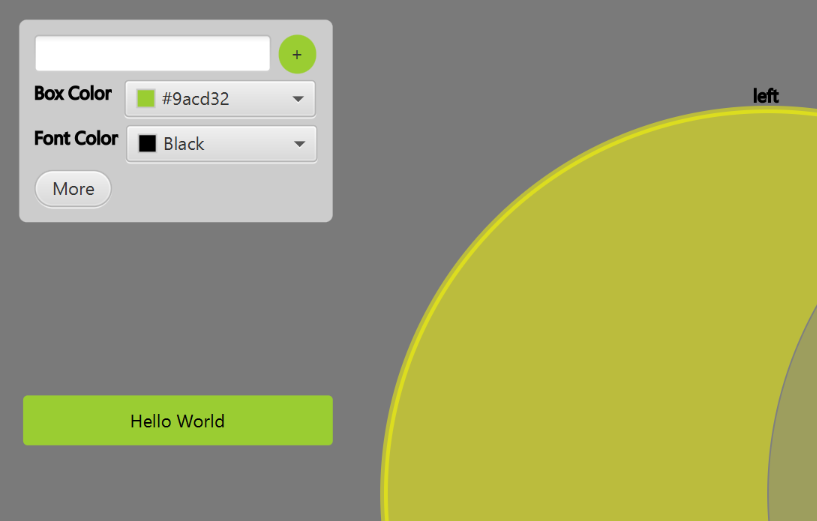 +
Box Color #9acd32
Font Color Black
More
left
Hello World